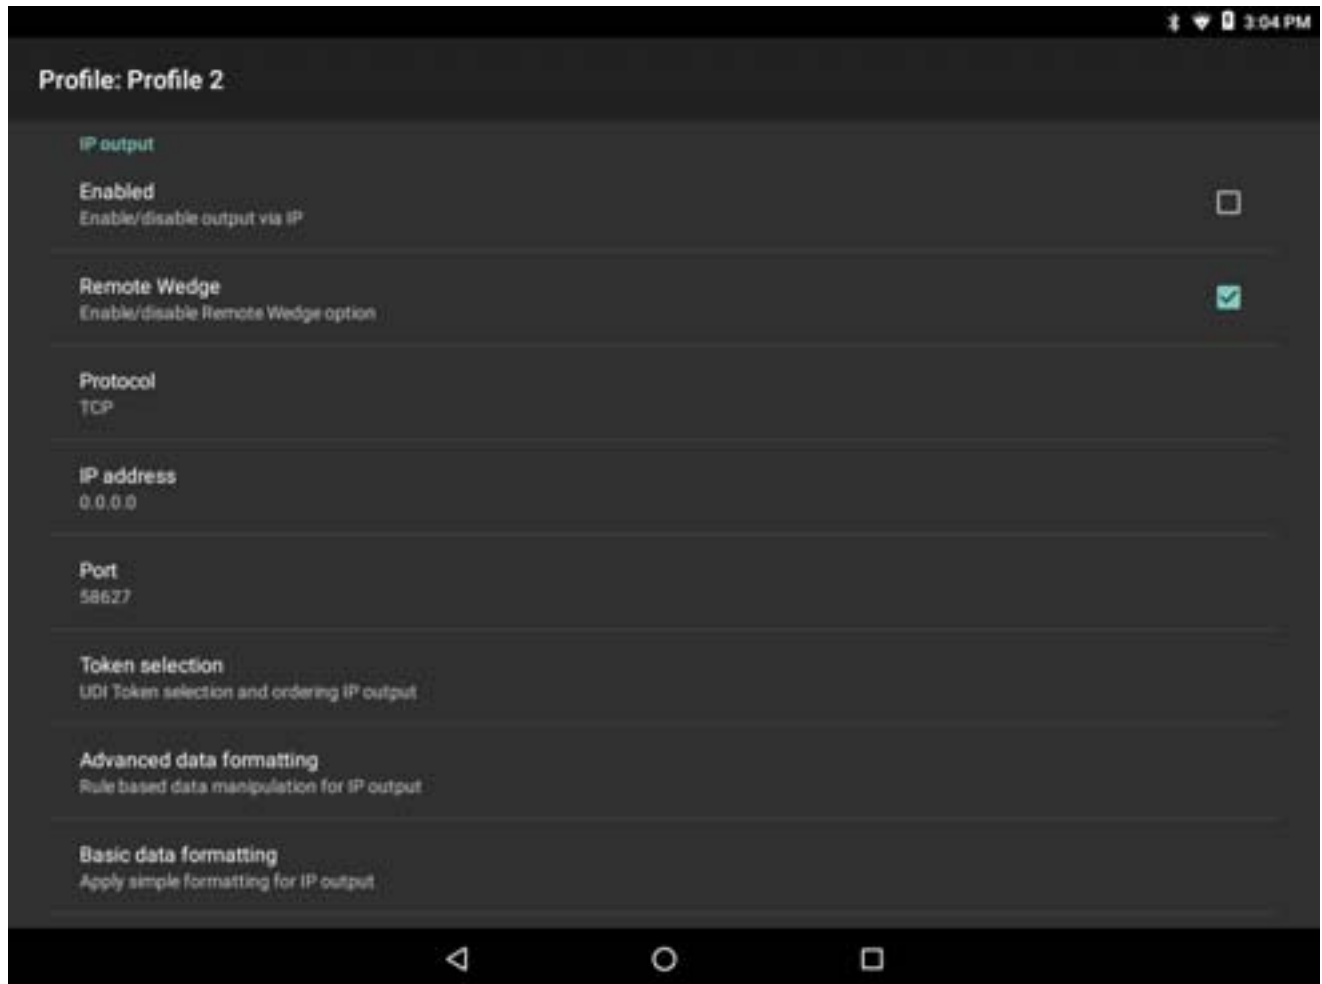 3:04 PM
Profile: Profile 2
IP output
Enabled
Enable/disable output via IP
Remote Wedge
Enable/disable Remote Wedge option
Protocol
TCP
IP address
0.0.0.0
Port
58627
Token selection
UDI Token selection and ordering IP output
Advanced data formatting
Rule based data manipulation for IP output
Basic data formatting
Apply simple formatting for IP output